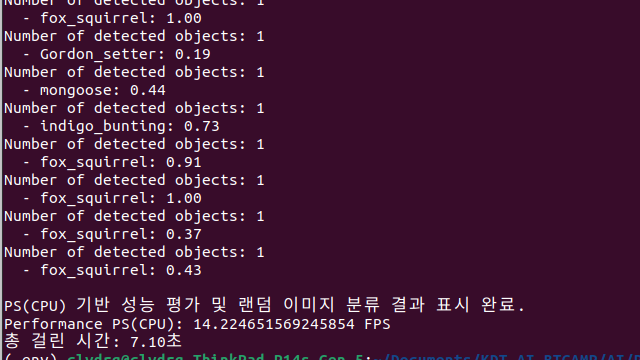 Number of detected objects: 1
  - fox_squirrel: 1.00
Number of detected objects: 1
  - Gordon_setter: 0.19
Number of detected objects: 1
  - mongoose: 0.44
Number of detected objects: 1
  - indigo_bunting: 0.73
Number of detected objects: 1
  - fox_squirrel: 0.91
Number of detected objects: 1
  - fox_squirrel: 1.00
Number of detected objects: 1
  - fox_squirrel: 0.37
Number of detected objects: 1
  - fox_squirrel: 0.43
PS(CPU) 기반 성능 평가 및 랜덤 이미지 분류 결과 표시 완료.
Performance PS(CPU): 14.224651569245854 FPS
총 걸린 시간: 7.10초